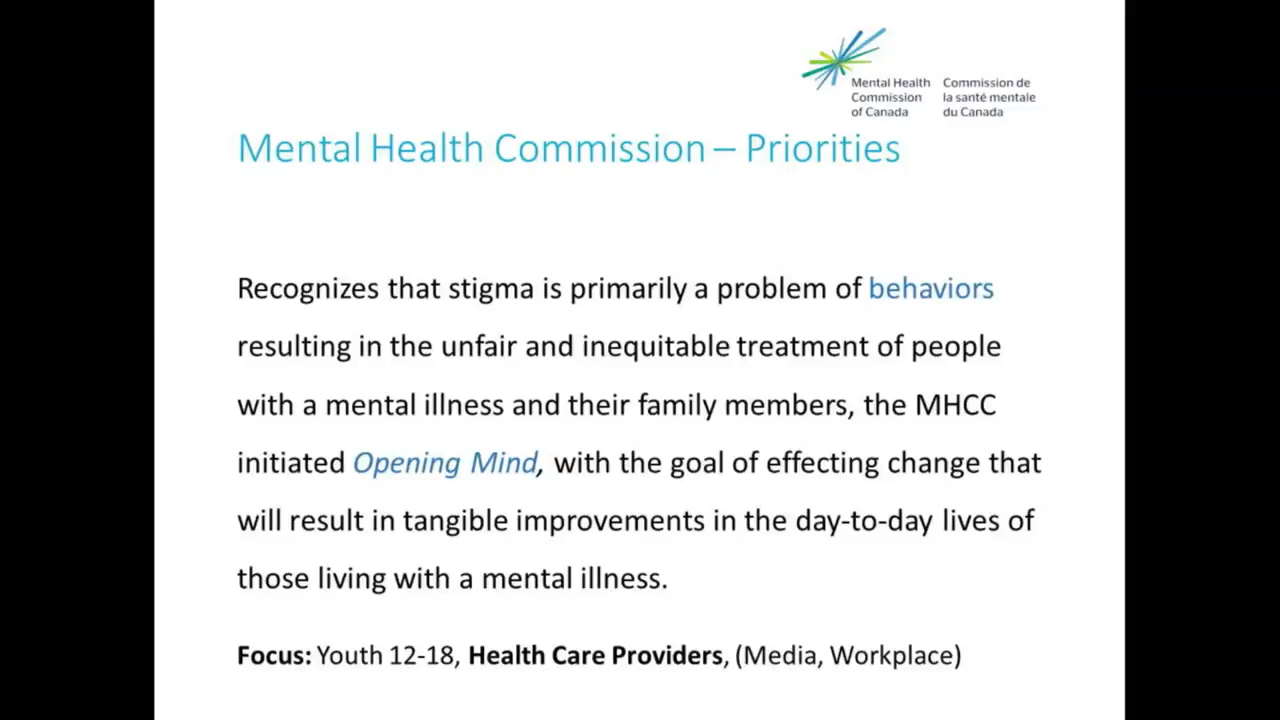 Mental Health
Commission
of Canada
Commission de
la santé mentale
du Canada
Mental Health Commission – Priorities
Recognizes that stigma is primarily a problem of behaviors
resulting in the unfair and inequitable treatment of people
with a mental illness and their family members, the MHCC
initiated Opening Mind, with the goal of effecting change that
will result in tangible improvements in the day-to-day lives of
those living with a mental illness.
Focus: Youth 12-18, Health Care Providers, (Media, Workplace)